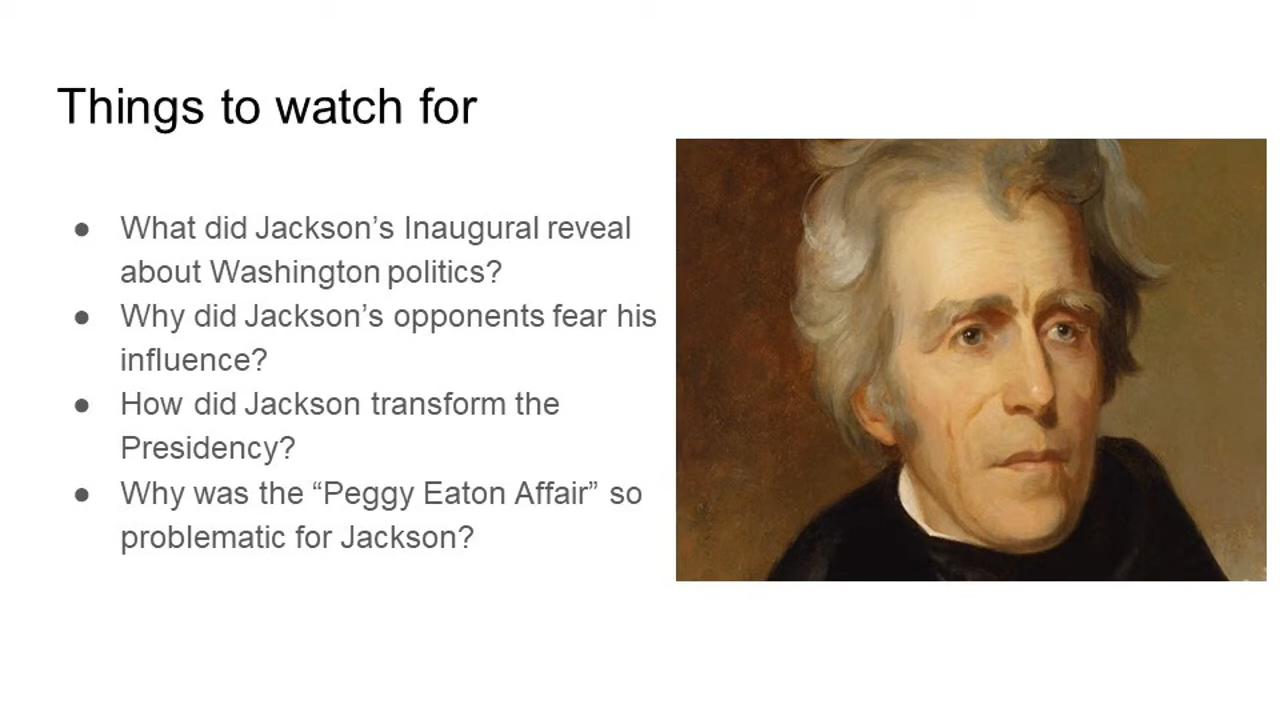 Things to watch for
● What did Jackson’s Inaugural reveal
about Washington politics?
● Why did Jackson’s opponents fear his
influence?
● How did Jackson transform the
Presidency?
● Why was the “Peggy Eaton Affair” so
problematic for Jackson?